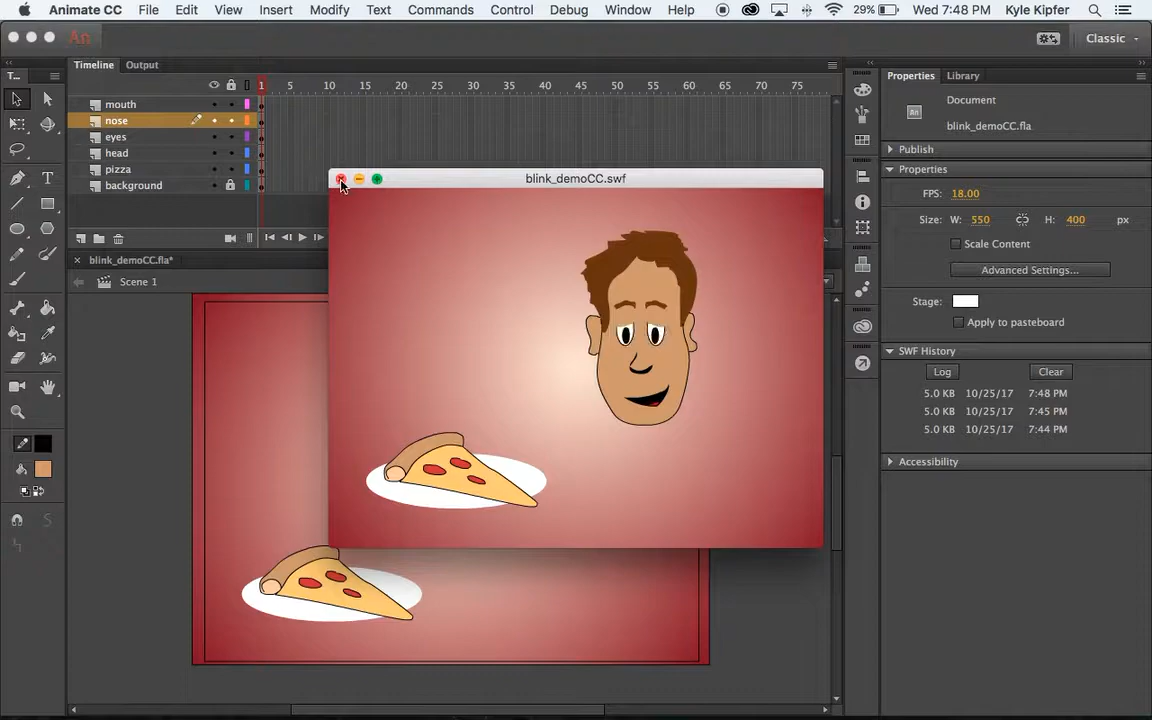 Animate CC File Edit View Insert Modify Text Commands Control Debug Window Help 29% Wed 7:48 PM Kyle Kipfer
An Classic
T... Timeline Output Properties Library
1 5 10 15 20 25 30 35 40 45 50 55 60 65 70 75
mouth
nose
eyes
head
pizza
background
Document
blink_demoCC.fla
Publish
Properties
FPS: 18.00
Size: W: 550 H: 400 px
Scale Content
Advanced Settings...
Stage:
Apply to pasteboard
SWF History
Log Clear
5.0 KB 10/25/17 7:48 PM
5.0 KB 10/25/17 7:45 PM
5.0 KB 10/25/17 7:44 PM
Accessibility
blink_demoCC.swf
blink_demoCC.fla*
Scene 1